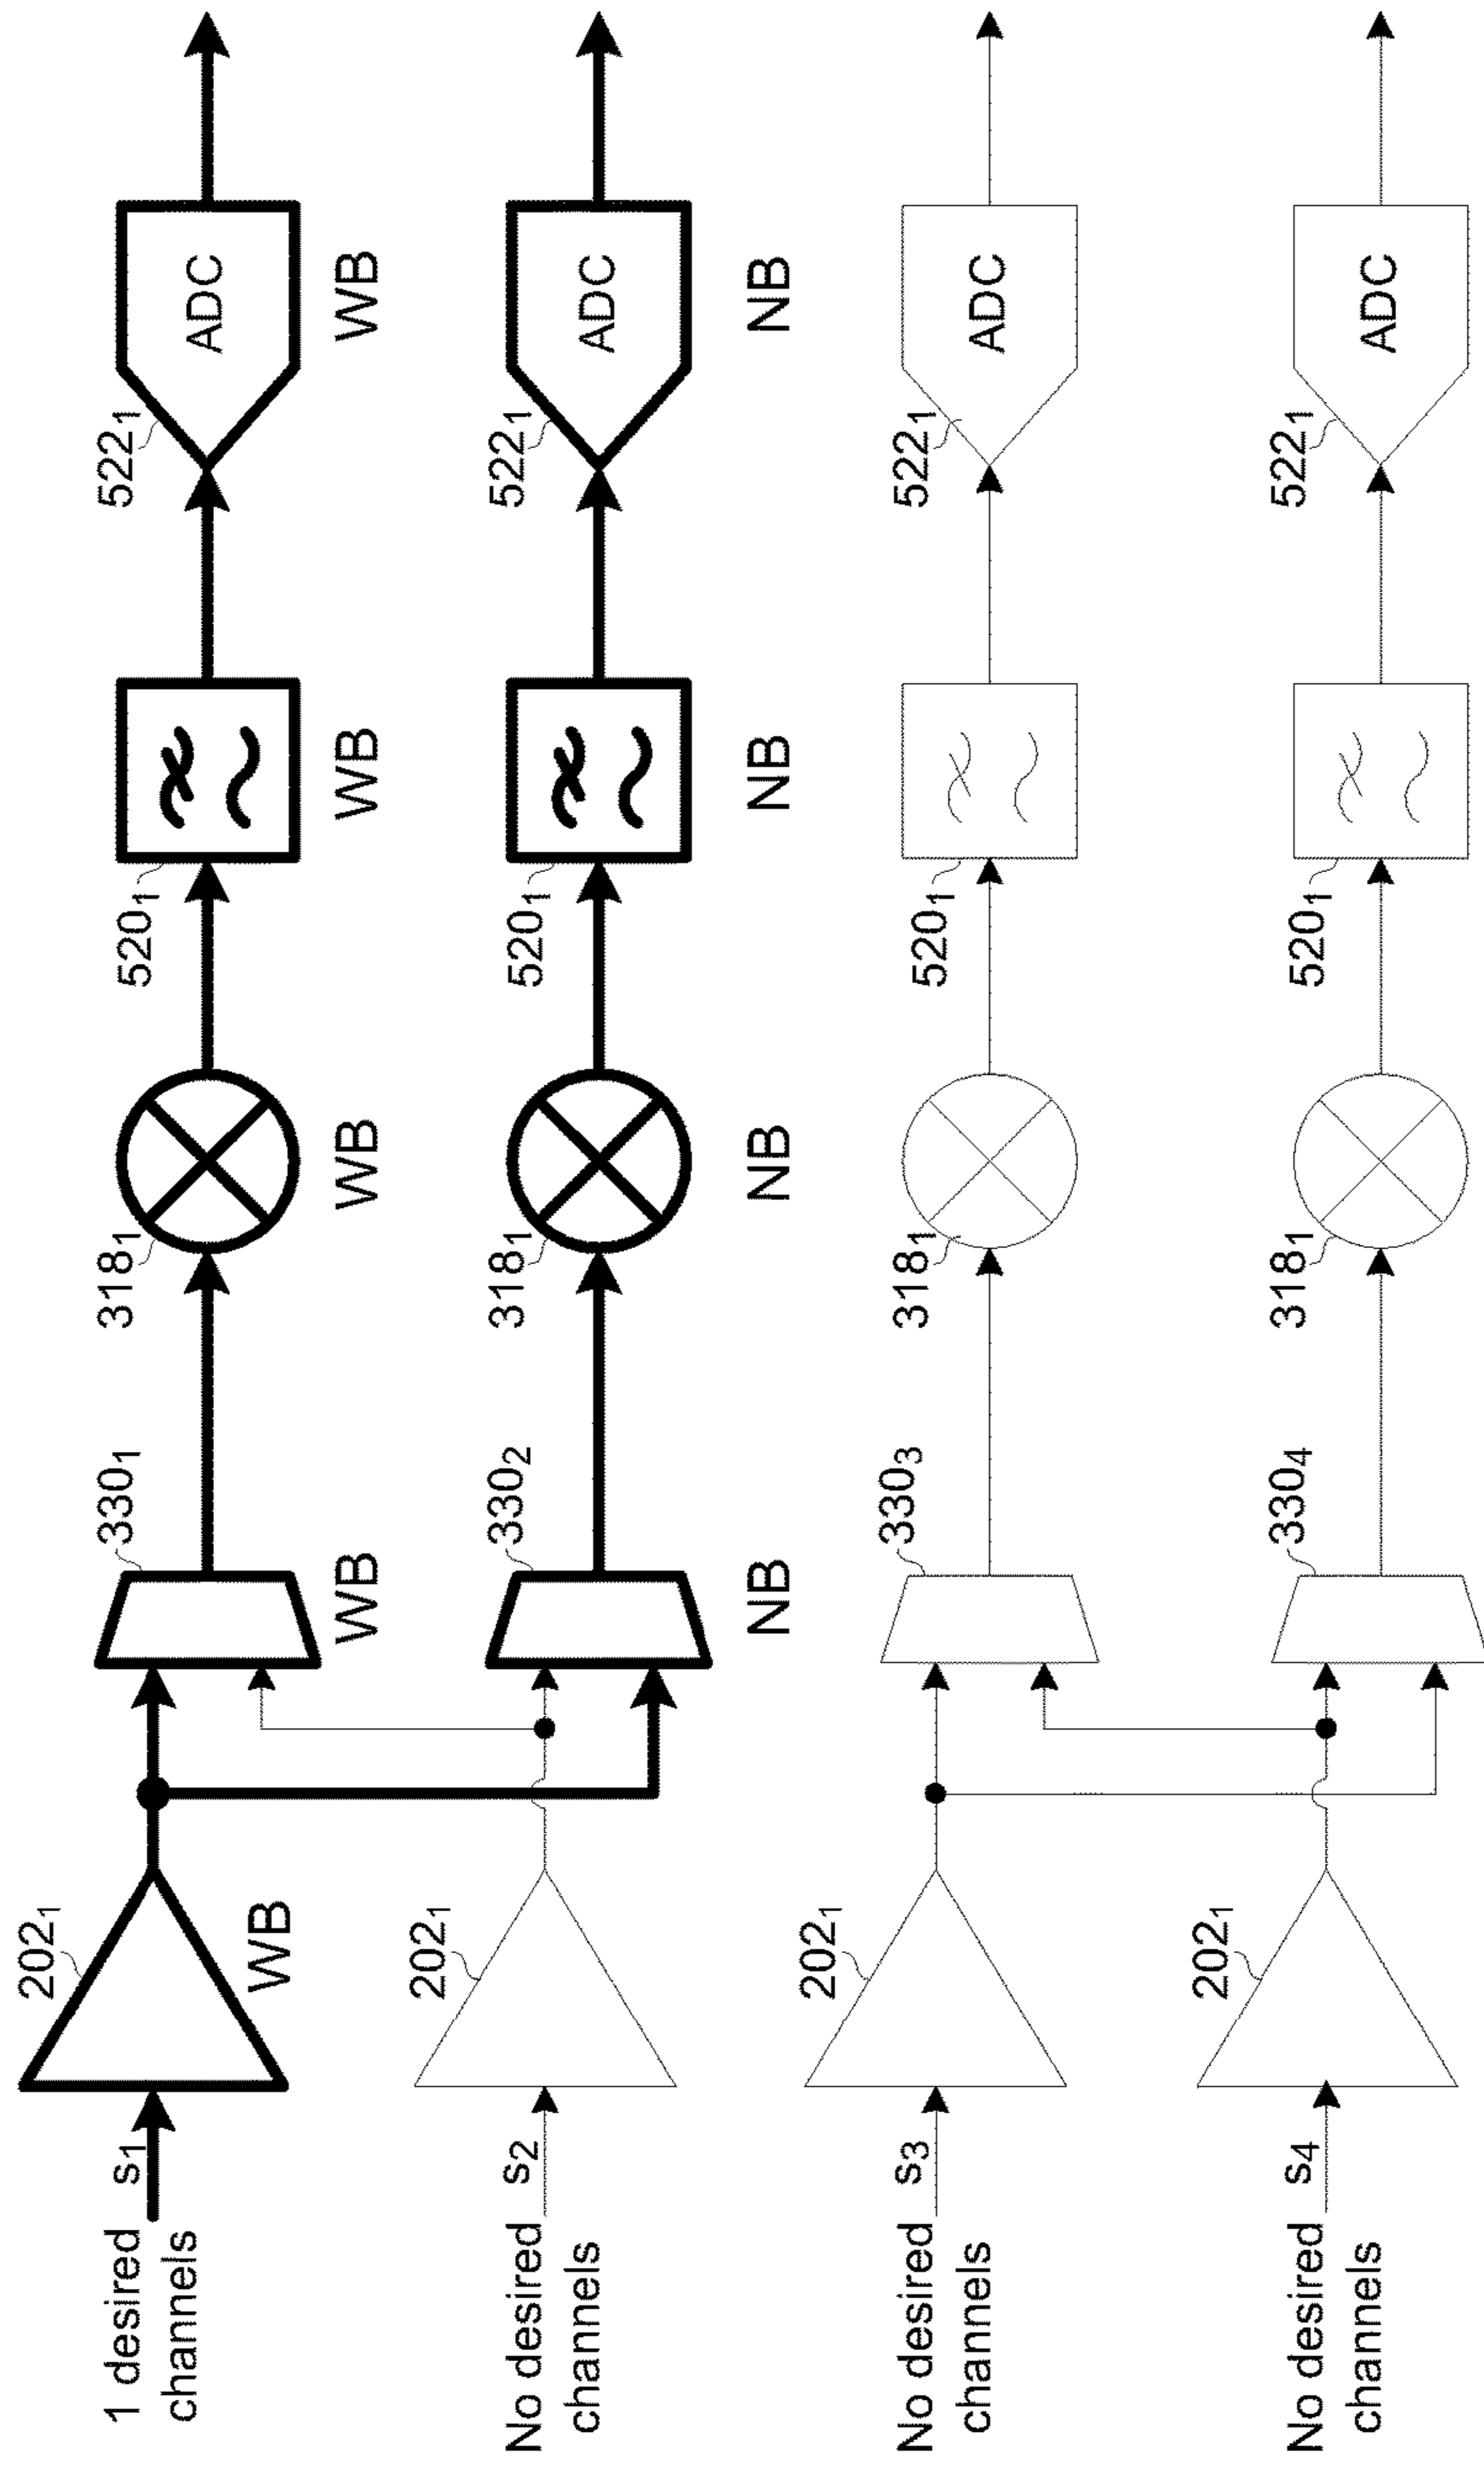 1 desired
channels
s1
202₁
WB
330₁
WB
318₁
WB
520₁
WB
522₁
ADC
WB
No desired
channels
s2
202₁
330₂
NB
318₁
NB
520₁
NB
522₁
ADC
NB
No desired
channels
s3
202₁
330₃
318₁
520₁
522₁
ADC
No desired
channels
s4
202₁
330₄
318₁
520₁
522₁
ADC